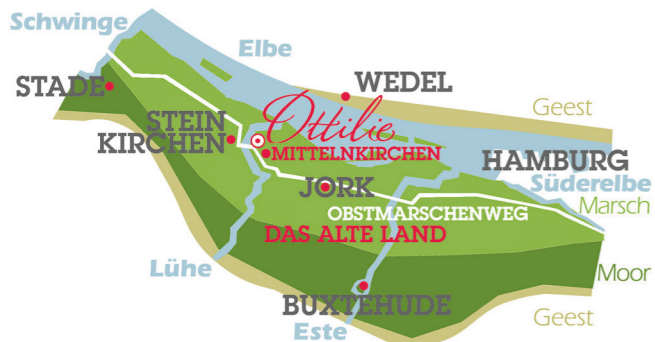 Schwinge
Elbe
STADE
WEDEL
Geest
STEIN
KIRCHEN
Ottilie
MITTELNKIRCHEN
HAMBURG
JORK
Süderelbe
Marsch
OBSTMARSCHENWEG
DAS ALTE LAND
Lühe
Moor
BUXTEHUDE
Este
Geest